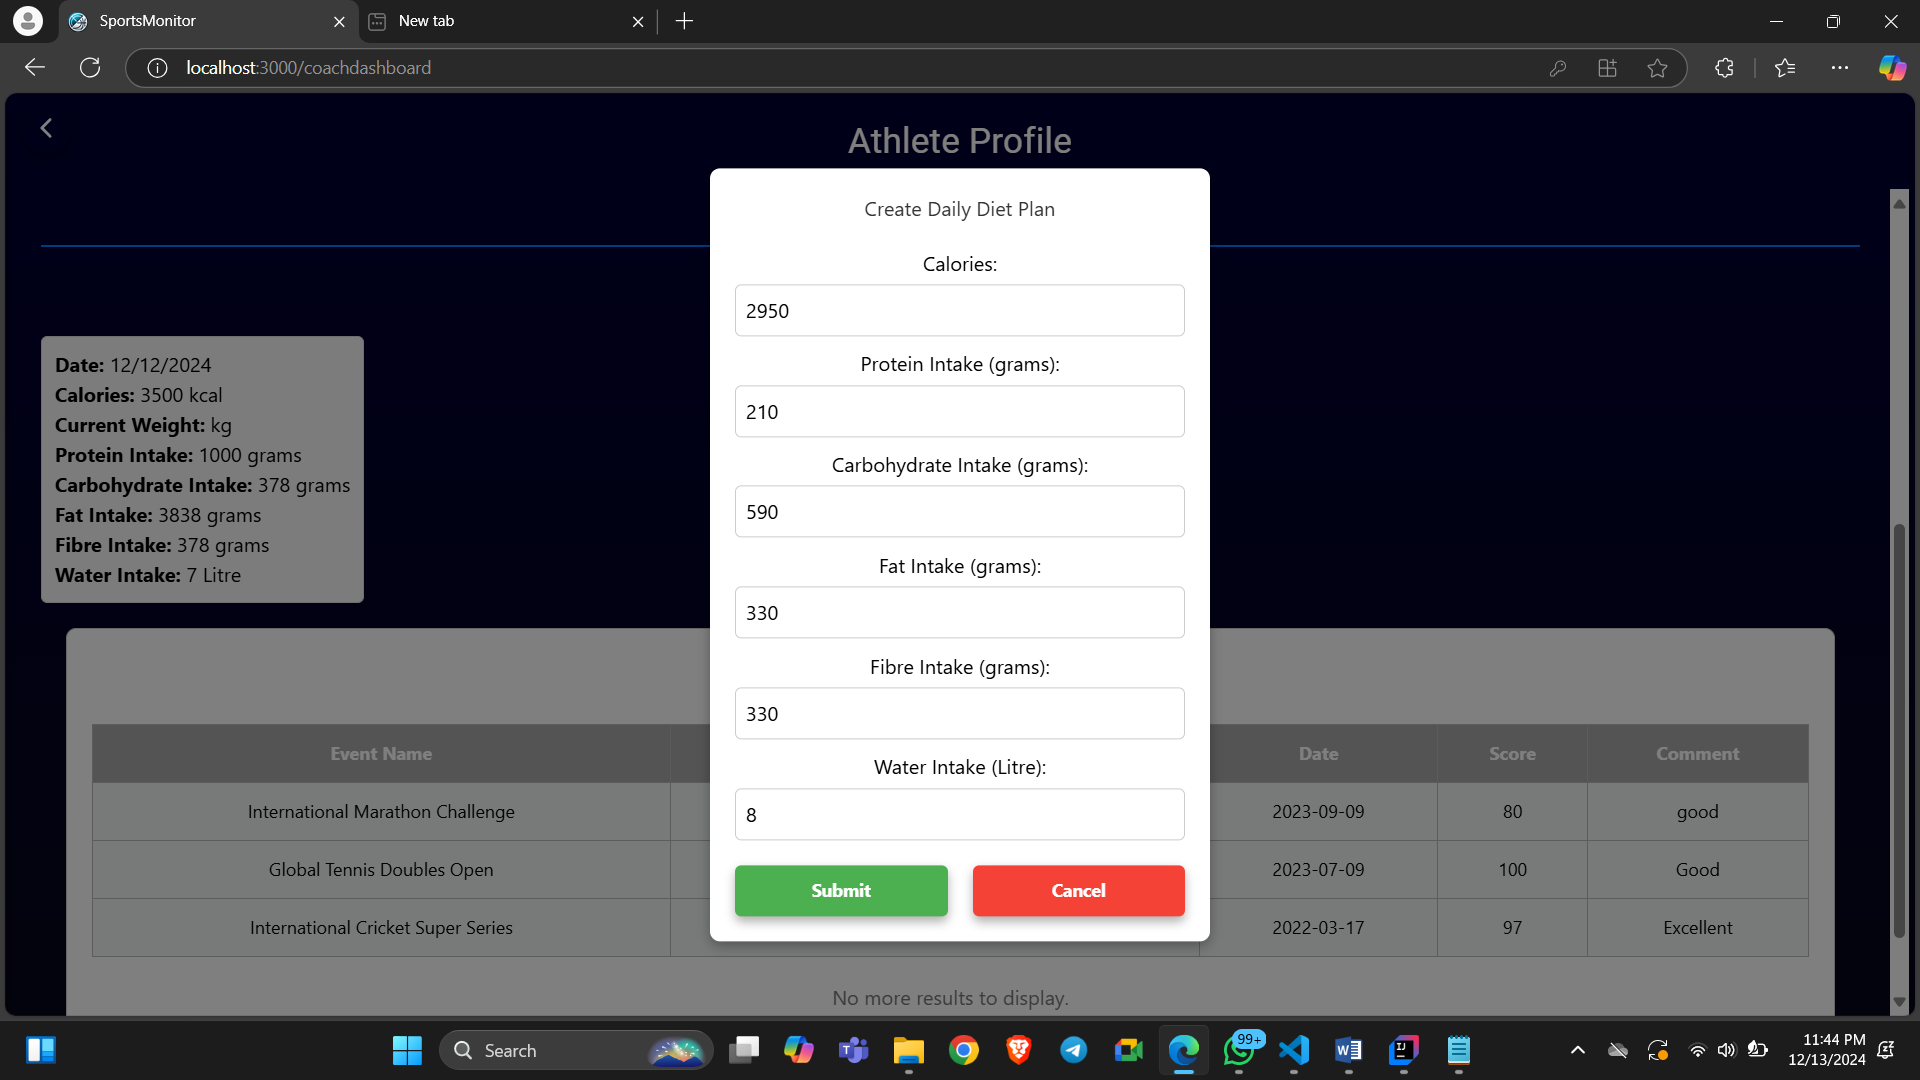 SportsMonitor
New tab
localhost:3000/coachdashboard
Athlete Profile
Create Daily Diet Plan
Calories:
2950
Protein Intake (grams):
210
Carbohydrate Intake (grams):
590
Fat Intake (grams):
330
Fibre Intake (grams):
330
Water Intake (Litre):
8
Submit Cancel
Date: 12/12/2024
Calories: 3500 kcal
Current Weight: kg
Protein Intake: 1000 grams
Carbohydrate Intake: 378 grams
Fat Intake: 3838 grams
Fibre Intake: 378 grams
Water Intake: 7 Litre
Event Name Date Score Comment
International Marathon Challenge 2023-09-09 80 good
Global Tennis Doubles Open 2023-07-09 100 Good
International Cricket Super Series 2022-03-17 97 Excellent
No more results to display.
Search
99+
11:44 PM
12/13/2024